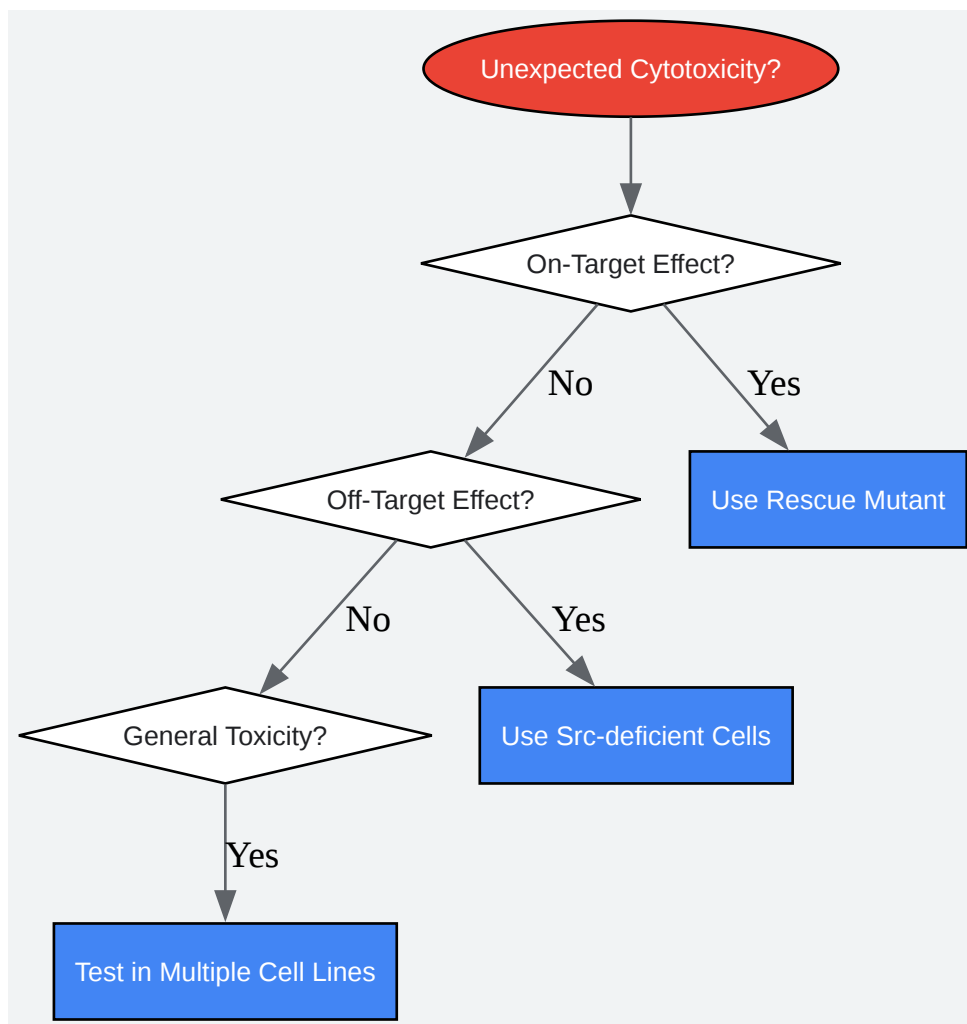 Unexpected Cytotoxicity?
On-Target Effect?
No
Yes
Off-Target Effect?
Use Rescue Mutant
No
Yes
General Toxicity?
Use Src-deficient Cells
Yes
Test in Multiple Cell Lines